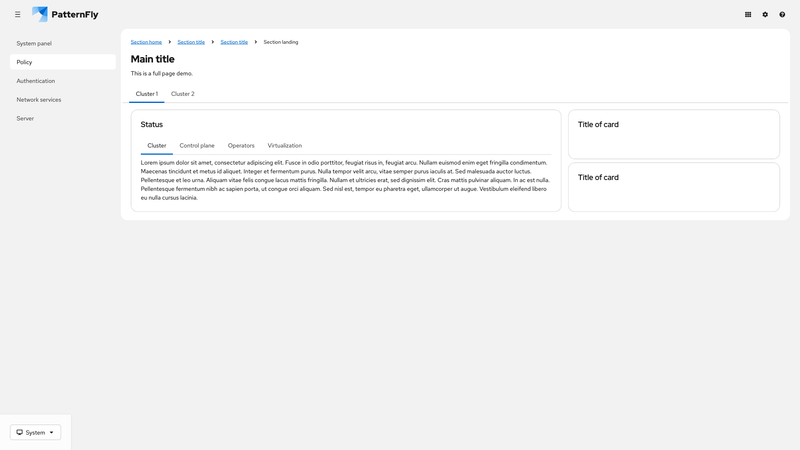 PatternFly
System panel
Policy
Authentication
Network services
Server
Section home Section title Section title Section landing
Main title
This is a full page demo.
Cluster 1 Cluster 2
Status
Cluster Control plane Operators Virtualization
Lorem ipsum dolor sit amet, consectetur adipiscing elit. Fusce in odio porttitor, feugiat risus in, feugiat arcu. Nullam euismod enim eget fringilla condimentum.
Maecenas tincidunt et metus id aliquet. Integer et fermentum purus. Nulla tempor velit arcu, vitae semper purus iaculis at. Sed malesuada auctor luctus.
Pellentesque et leo urna. Aliquam vitae felis congue lacus mattis fringilla. Nullam et ultricies erat, sed dignissim elit. Cras mattis pulvinar aliquam. In ac est nulla.
Pellentesque fermentum nibh ac sapien porta, ut congue orci aliquam. Sed nisl est, tempor eu pharetra eget, ullamcorper ut augue. Vestibulum eleifend libero
eu nulla cursus lacinia.
Title of card
Title of card
System